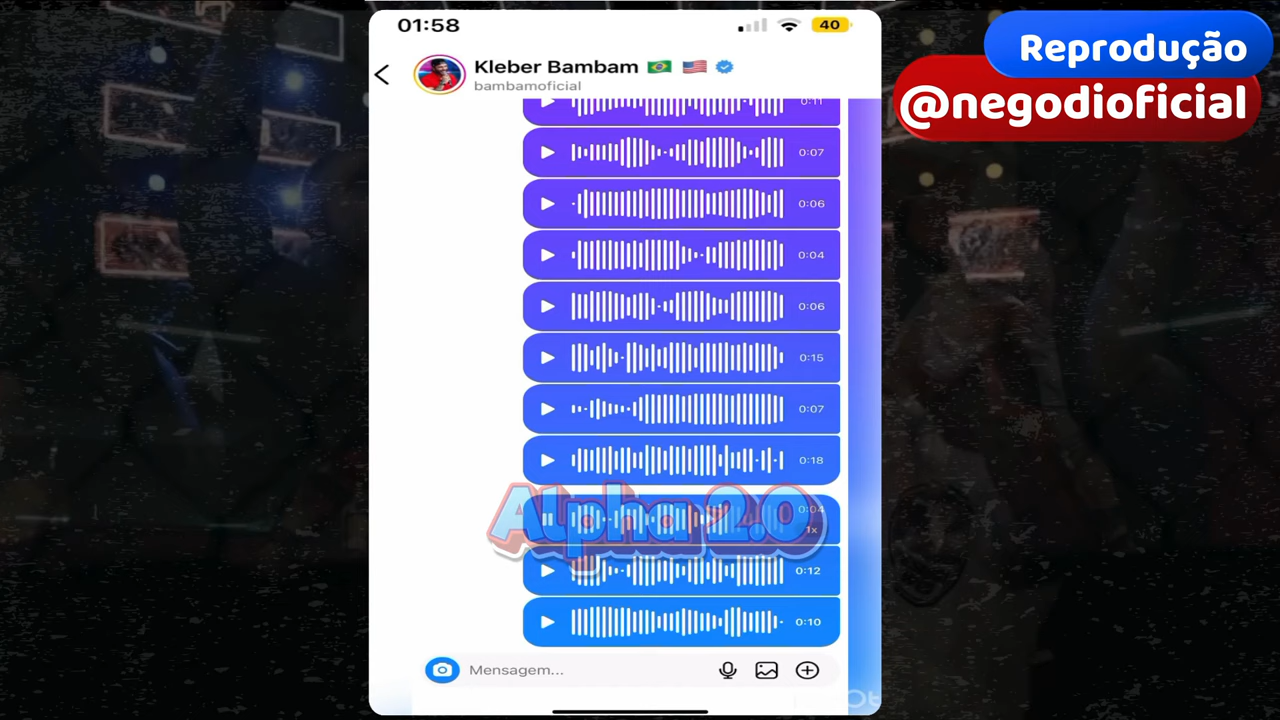 01:58
40
Reprodução
@negodioficial
Kleber Bambam
bambamoficial
0:11
0:07
0:06
0:04
0:06
0:15
0:07
0:18
0:04
1x
Alpha 2.0
0:12
0:10
Mensagem...